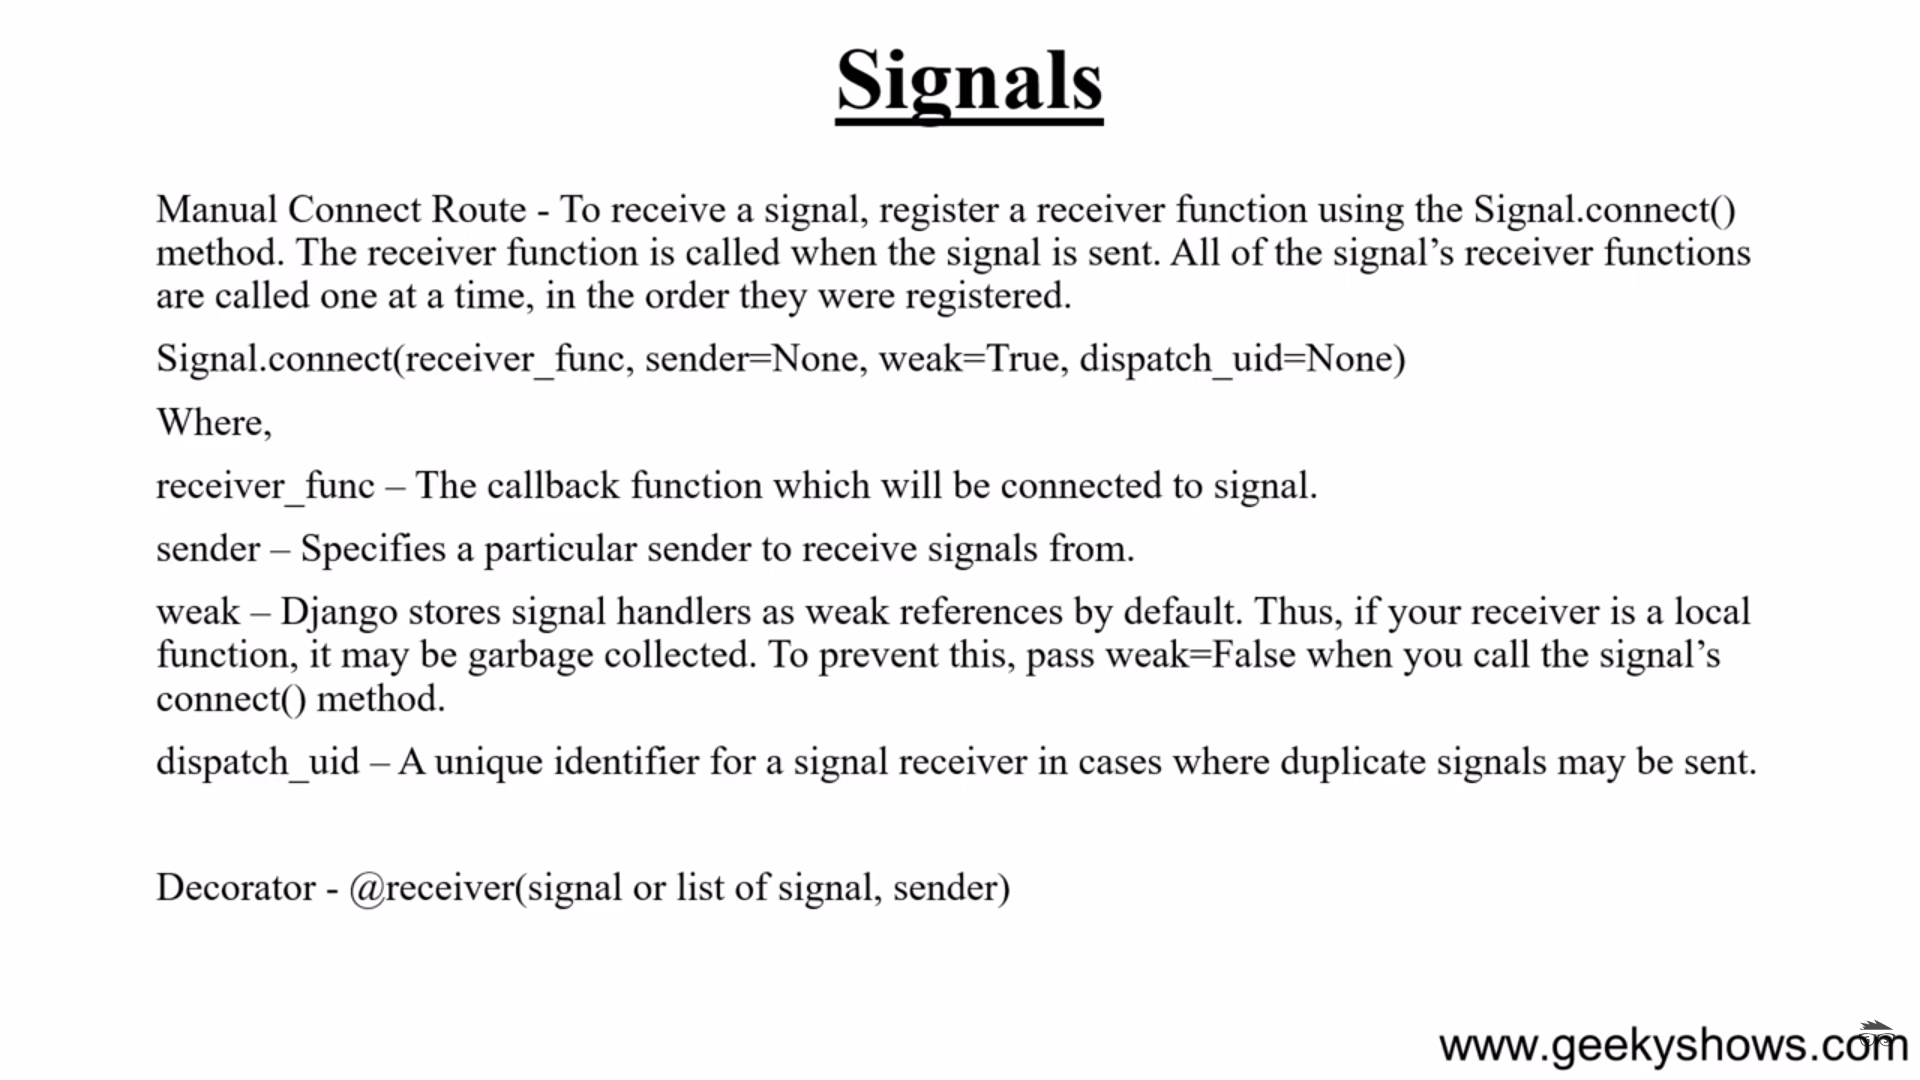 Signals
Manual Connect Route - To receive a signal, register a receiver function using the Signal.connect()
method. The receiver function is called when the signal is sent. All of the signal’s receiver functions
are called one at a time, in the order they were registered.
Signal.connect(receiver_func, sender=None, weak=True, dispatch_uid=None)
Where,
receiver_func – The callback function which will be connected to signal.
sender – Specifies a particular sender to receive signals from.
weak – Django stores signal handlers as weak references by default. Thus, if your receiver is a local
function, it may be garbage collected. To prevent this, pass weak=False when you call the signal’s
connect() method.
dispatch_uid – A unique identifier for a signal receiver in cases where duplicate signals may be sent.
Decorator - @receiver(signal or list of signal, sender)
www.geekyshows.com